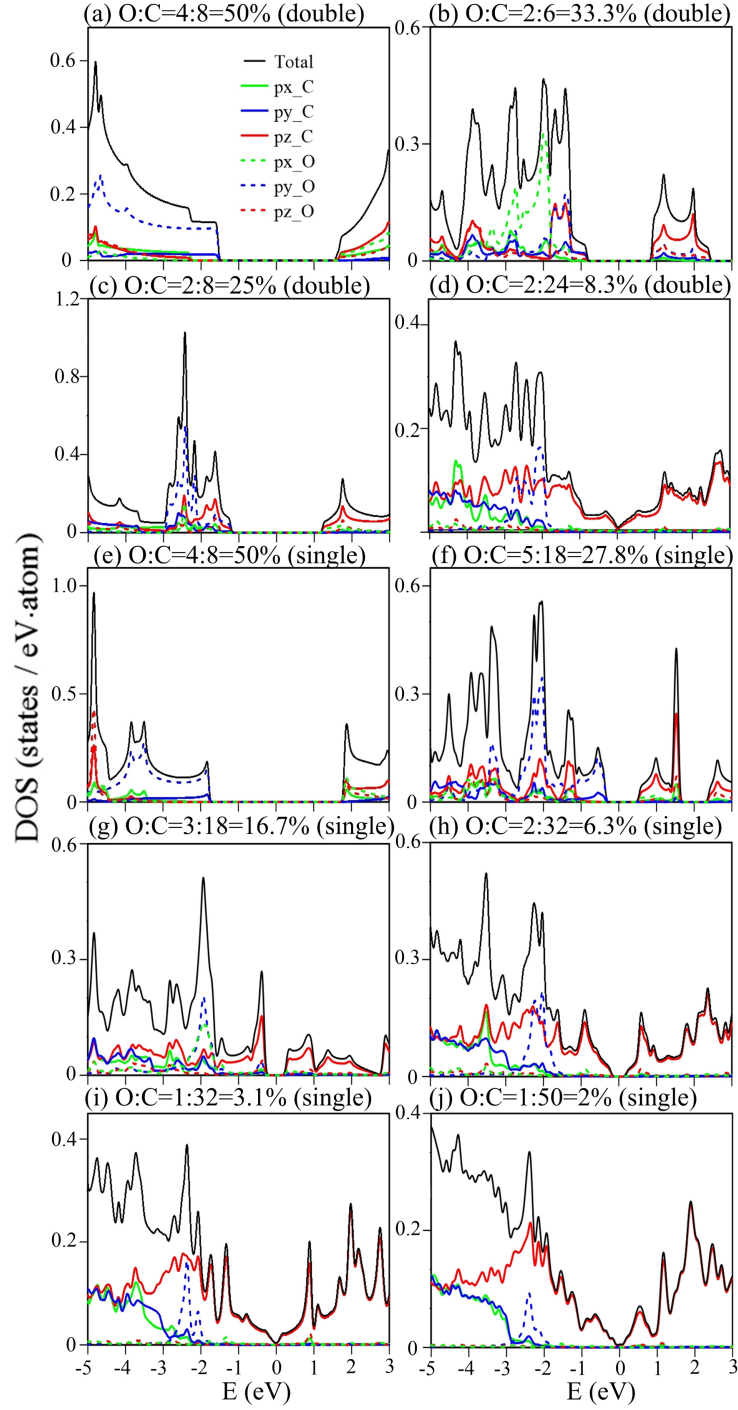 (a) O:C=4:8=50% (double)
(b) O:C=2:6=33.3% (double)
0.6
0.4
0.2
0
Total
px_C
py_C
pz_C
px_O
py_O
pz_O
0.6
0.3
0
(c) O:C=2:8=25% (double)
(d) O:C=2:24=8.3% (double)
1.2
0.8
0.4
0
0.4
0.2
0
(e) O:C=4:8=50% (single)
(f) O:C=5:18=27.8% (single)
1.0
0.5
0
0.6
0.3
0
(g) O:C=3:18=16.7% (single)
(h) O:C=2:32=6.3% (single)
0.6
0.3
0
0.6
0.3
0
(i) O:C=1:32=3.1% (single)
(j) O:C=1:50=2% (single)
0.4
0.2
0
0.4
0.2
0
-5 -4 -3 -2 -1 0 1 2 3
-5 -4 -3 -2 -1 0 1 2 3
E (eV)
E (eV)
DOS (states / eV·atom)